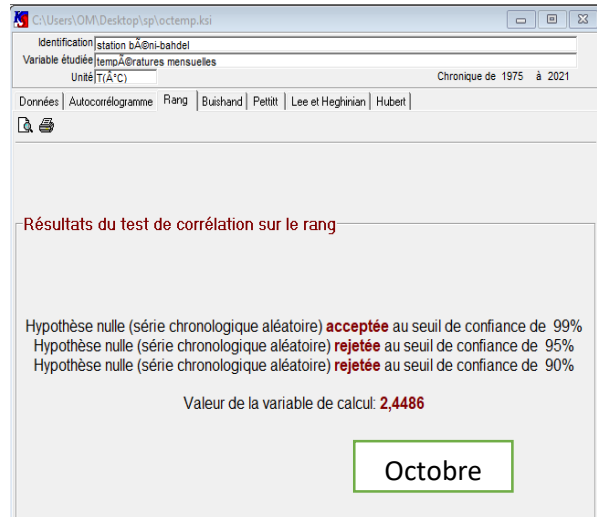 C:\Users\OM\Desktop\sp\octemp.ksi
Identification station bÃ©ni-bahdel
Variable étudiée tempÃ©ratures mensuelles
Unité T(Â°C) Chronique de 1975 à 2021
Données Autocorrélogramme Rang Buishand Pettitt Lee et Heghinian Hubert
Résultats du test de corrélation sur le rang
Hypothèse nulle (série chronologique aléatoire) acceptée au seuil de confiance de 99%
Hypothèse nulle (série chronologique aléatoire) rejetée au seuil de confiance de 95%
Hypothèse nulle (série chronologique aléatoire) rejetée au seuil de confiance de 90%
Valeur de la variable de calcul: 2,4486
Octobre